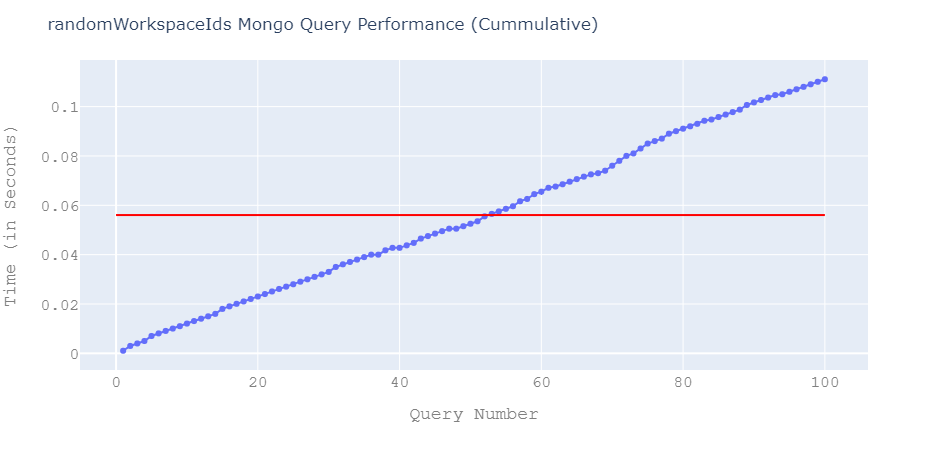 randomWorkspaceIds Mongo Query Performance (Cummulative)
Time (in Seconds)
0.1
0.08
0.06
0.04
0.02
0
0 20 40 60 80 100
Query Number